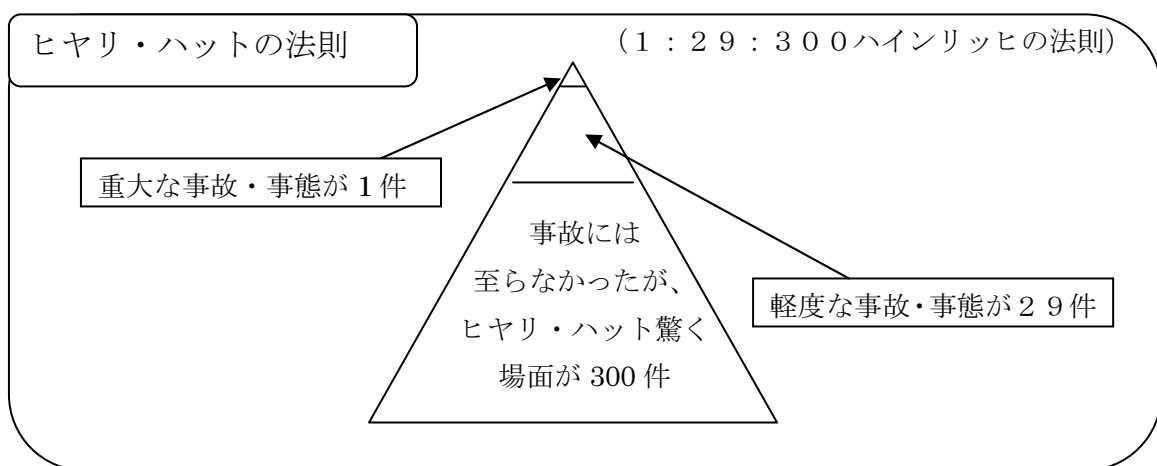 ヒヤリ・ハットの法則
（１：２９：３００ハインリッヒの法則）
重大な事故・事態が 1 件
事故には
至らなかったが、
ヒヤリ・ハット驚く
場面が 300 件
軽度な事故・事態が２９件